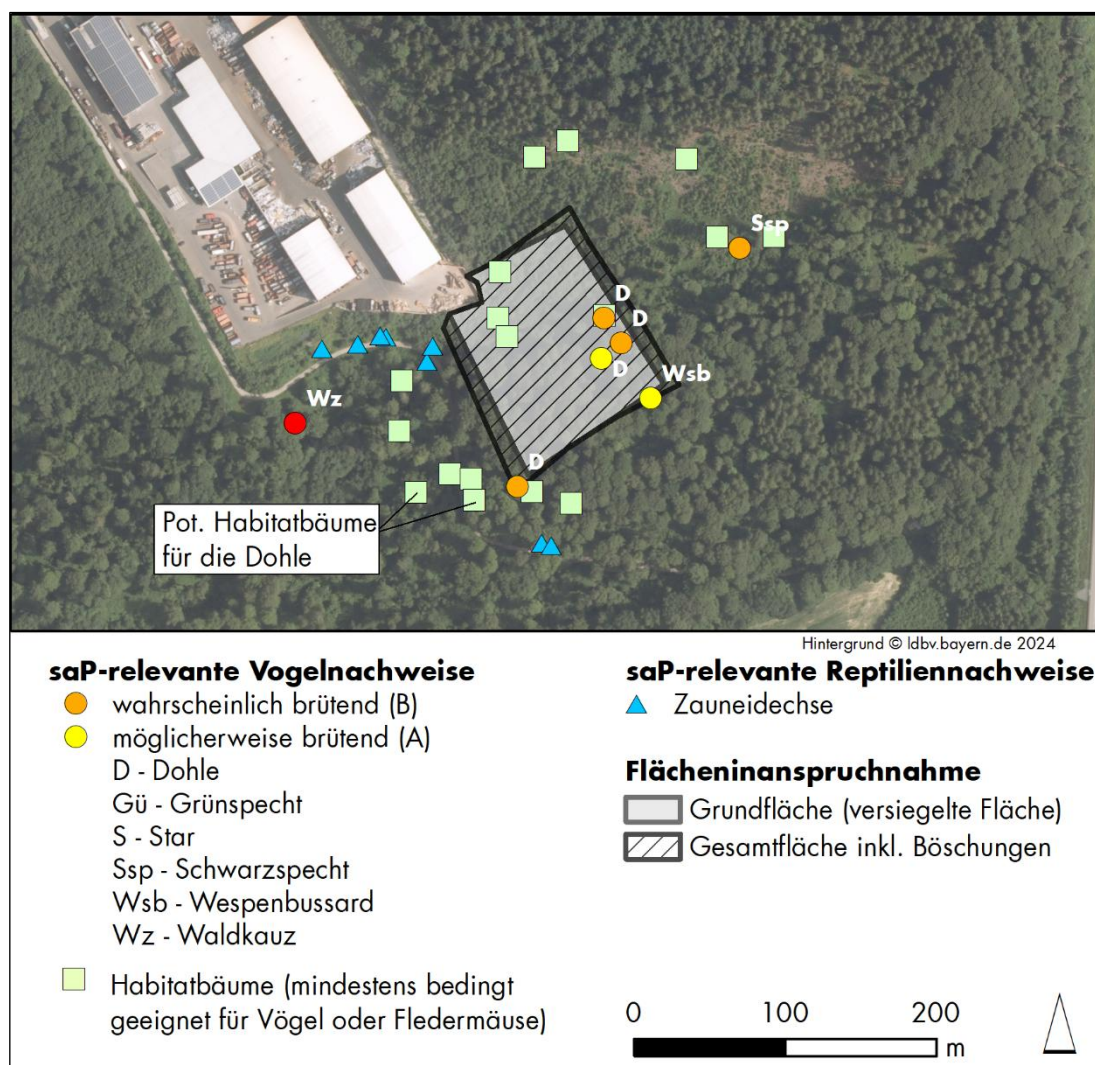 Ssp
D
D
D
Wsb
Wz
D
Pot. Habitatbäume
für die Dohle
Hintergrund © ldbv.bayern.de 2024
saP-relevante Vogelnachweise
wahrscheinlich brütend (B)
möglicherweise brütend (A)
D - Dohle
Gü - Grünspecht
S - Star
Ssp - Schwarzspecht
Wsb - Wespenbussard
Wz - Waldkauz
Habitatbäume (mindestens bedingt
geeignet für Vögel oder Fledermäuse)
saP-relevante Reptiliennachweise
Zauneidechse
Flächeninanspruchnahme
Grundfläche (versiegelte Fläche)
Gesamtfläche inkl. Böschungen
0 100 200
m